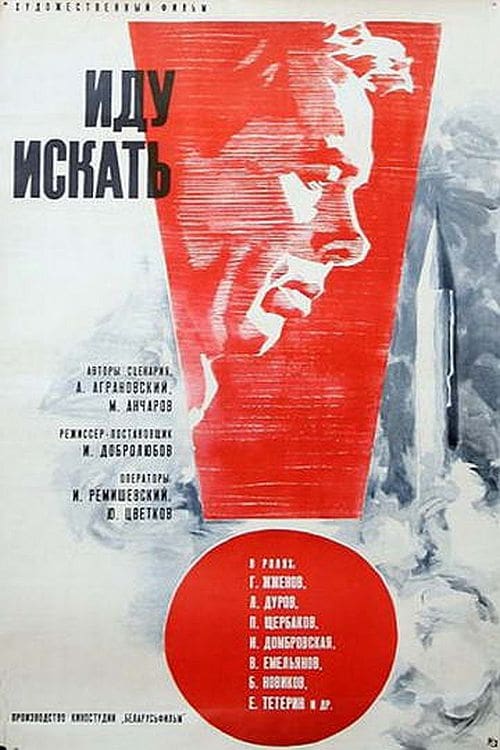 ХУДОЖЕСТВЕННЫЙ ФИЛЬМ
ИДУ
ИСКАТЬ
АВТОРЫ СЦЕНАРИЯ,
А. АГРАНОВСКИЙ,
М. АНЧАРОВ
РЕЖИССЕР-ПОСТАНОВЩИК
И. ДОБРОЛЮБОВ
ОПЕРАТОРЫ
И. РЕМИШЕВСКИЙ,
Ю. ЦВЕТКОВ
В РОЛЯХ:
Г. ЖЖЕНОВ,
Л. ДУРОВ,
П. ЩЕРБАКОВ,
Н. ДОМБРОВСКАЯ,
В. ЕМЕЛЬЯНОВ,
Б. НОВИКОВ,
Е. ТЕТЕРИН И ДР.
ПРОИЗВОДСТВО КИНОСТУДИИ „БЕЛАРУСЬФИЛЬМ"